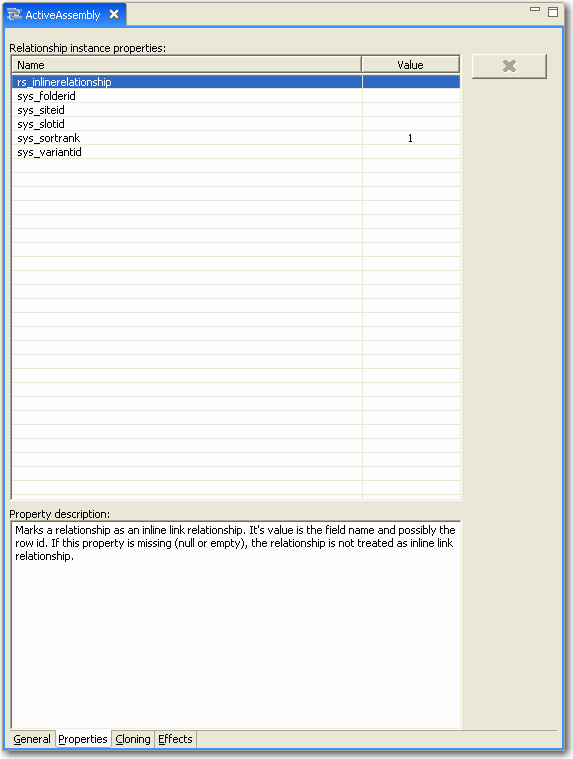 ActiveAssembly
Relationship instance properties:
Name Value
rs_inlinerelationship
sys_folderid
sys_siteid
sys_slotid
sys_sortrank 1
sys_variantid
Property description:
Marks a relationship as an inline link relationship. It's value is the field name and possibly the
row id. If this property is missing (null or empty), the relationship is not treated as inline link
relationship.
General Properties Cloning Effects